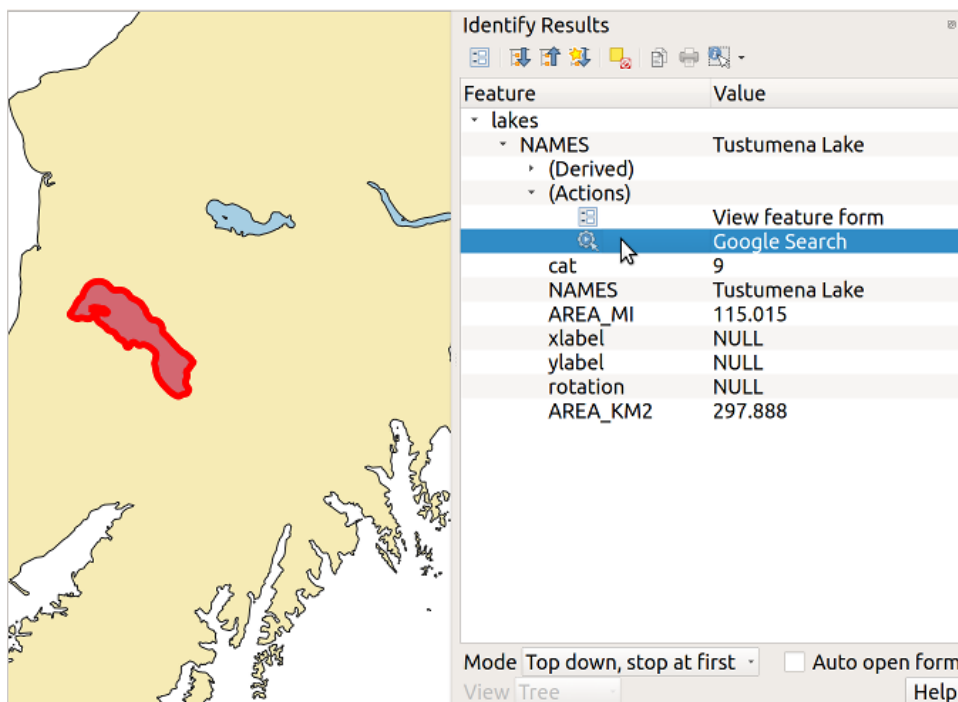 Identify Results
Feature Value
lakes
NAMES Tustumena Lake
(Derived)
(Actions)
View feature form
Google Search
cat 9
NAMES Tustumena Lake
AREA_MI 115.015
xlabel NULL
ylabel NULL
rotation NULL
AREA_KM2 297.888
Mode Top down, stop at first Auto open form
View Tree Help